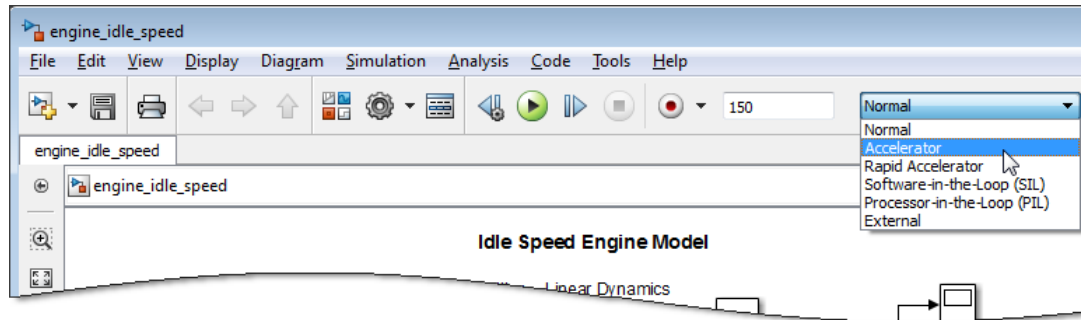 engine_idle_speed
File Edit View Display Diagram Simulation Analysis Code Tools Help
150 Normal
Normal
Accelerator
Rapid Accelerator
Software-in-the-Loop (SIL)
Processor-in-the-Loop (PIL)
External
engine_idle_speed
engine_idle_speed
Idle Speed Engine Model
Linear Dynamics